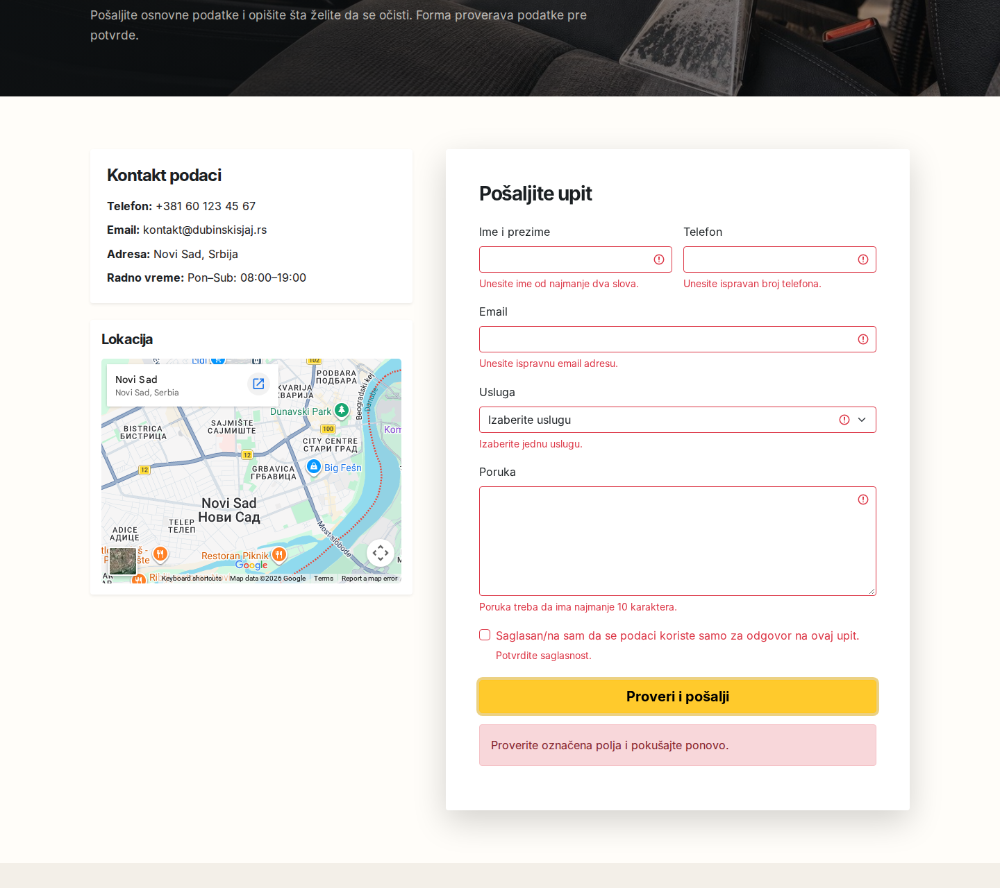 Pošaljite osnovne podatke i opišite šta želite da se očisti. Forma proverava podatke pre
potvrde.
Kontakt podaci
Telefon: +381 60 123 45 67
Email: kontakt@dubinskisjaj.rs
Adresa: Novi Sad, Srbija
Radno vreme: Pon–Sub: 08:00–19:00
Lokacija
Lidl
102
Novi Sad
Novi Sad, Serbia
PODBARA
ПОДБАРА
KVARIJA
КВАРИЈА
Beogradski kej
Danube
Dunavski Park
SAJMIŠTE
САЈМИШТЕ
BISTRICA
БИСТРИЦА
100
CITY CENTRE
СТАРИ ГРАД
12
GRBAVICA
ГРБАВИЦА
Big Fešn
12
Novi Sad
Нови Сад
TELEP
ТЕЛЕП
ADICE
АДИЦЕ
Most slobode
Restoran Piknik
Google
Keyboard shortcuts
Map data ©2026 Google
Terms
Report a map error
Pošaljite upit
Ime i prezime
Telefon
Unesite ime od najmanje dva slova.
Unesite ispravan broj telefona.
Email
Unesite ispravnu email adresu.
Usluga
Izaberite uslugu
Izaberite jednu uslugu.
Poruka
Poruka treba da ima najmanje 10 karaktera.
Saglasan/na sam da se podaci koriste samo za odgovor na ovaj upit.
Potvrdite saglasnost.
Proveri i pošalji
Proverite označena polja i pokušajte ponovo.